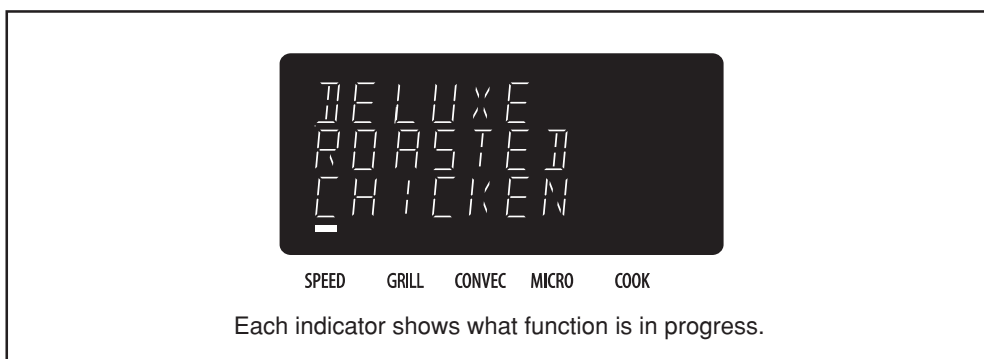 DELUXE
ROASTED
CHICKEN
SPEED GRILL CONVEC MICRO COOK
Each indicator shows what function is in progress.